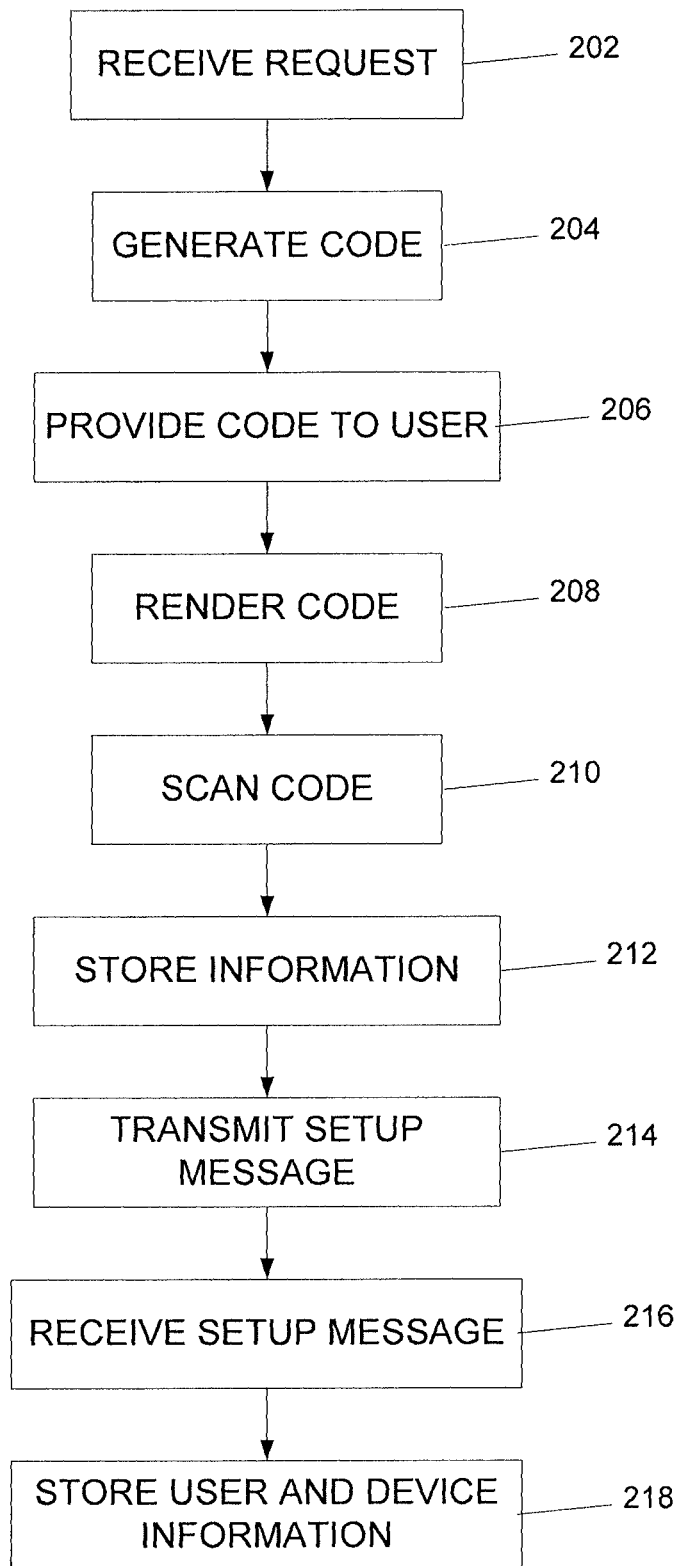 RECEIVE REQUEST
202
GENERATE CODE
204
PROVIDE CODE TO USER
206
RENDER CODE
208
SCAN CODE
210
STORE INFORMATION
212
TRANSMIT SETUP
MESSAGE
214
RECEIVE SETUP MESSAGE
216
STORE USER AND DEVICE
INFORMATION
218